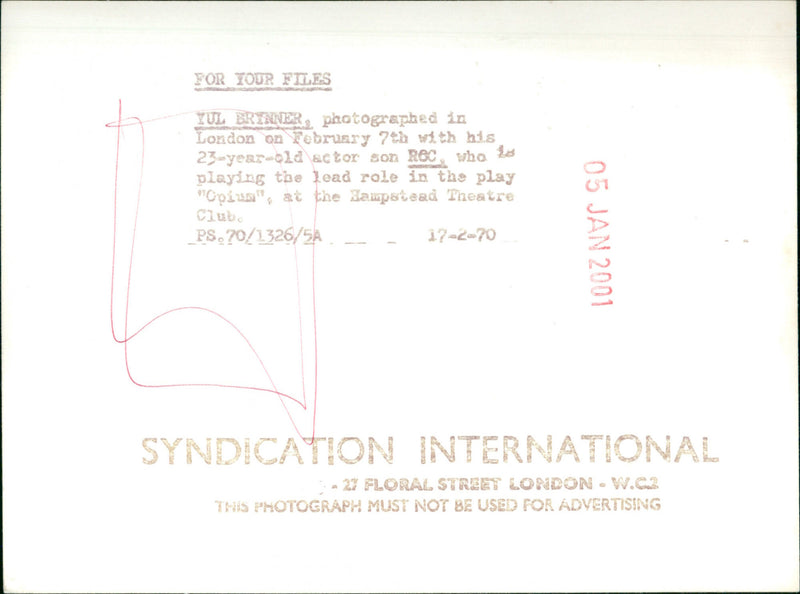 FOR YOUR FILES
YUL BRYNNER, photographed in
London on February 7th with his
23-year-old actor son ROC, who is
playing the lead role in the play
"Opium", at the Hampstead Theatre
Club.
PS.70/1326/5A 17-2-70
05 JAN 2001
SYNDICATION INTERNATIONAL
- 27 FLORAL STREET LONDON - W.C.2
THIS PHOTOGRAPH MUST NOT BE USED FOR ADVERTISING